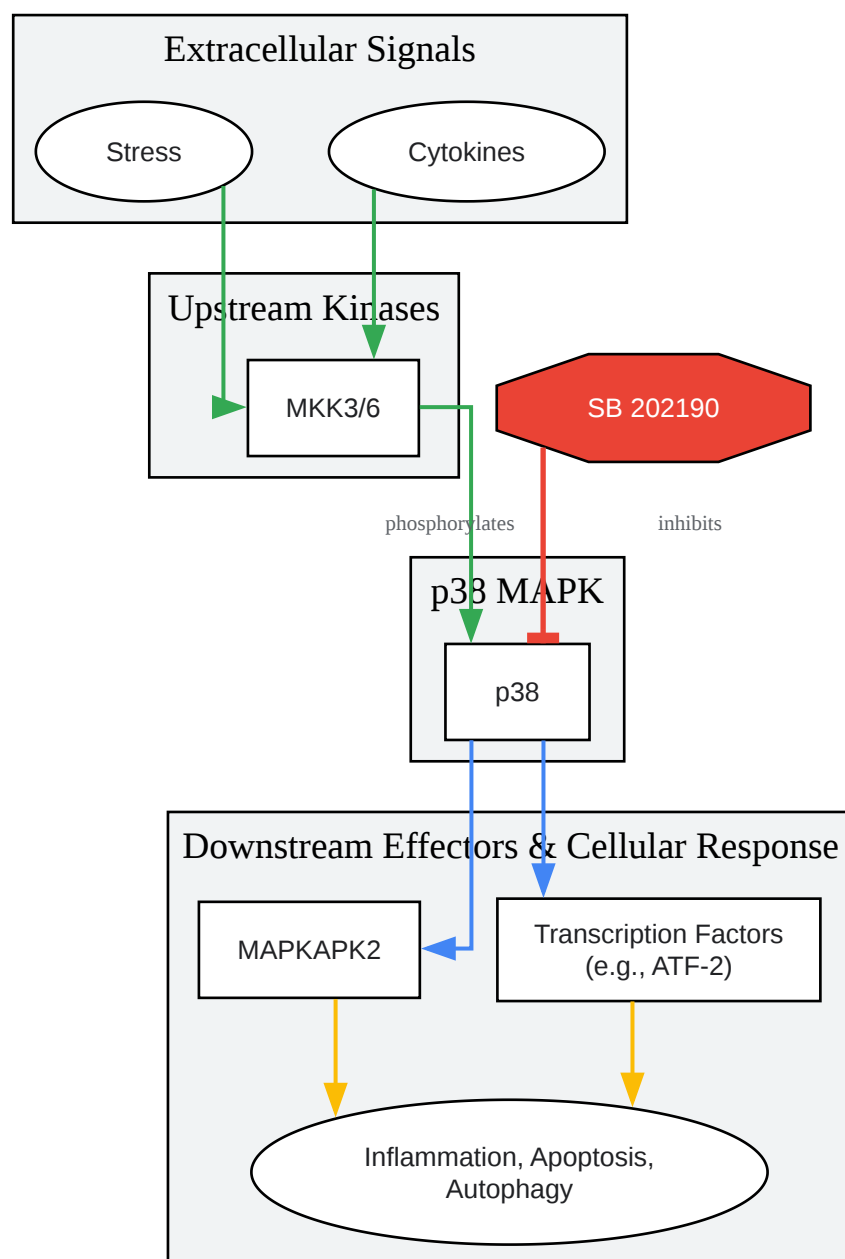 Extracellular Signals
Stress
Cytokines
Upstream Kinases
MKK3/6
SB 202190
phosphorylates
inhibits
p38 MAPK
p38
Downstream Effectors & Cellular Response
MAPKAPK2
Transcription Factors
(e.g., ATF-2)
Inflammation, Apoptosis,
Autophagy